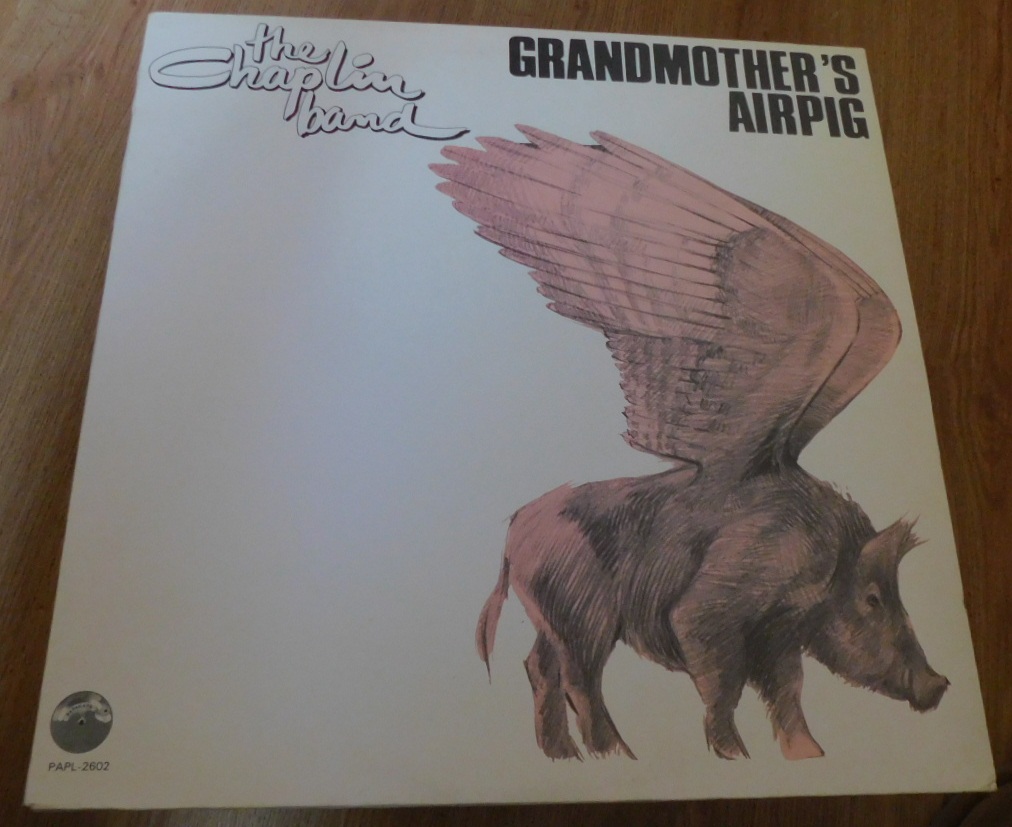 the
Chaplin
band
GRANDMOTHER'S
AIRPIG
PAPL-2602